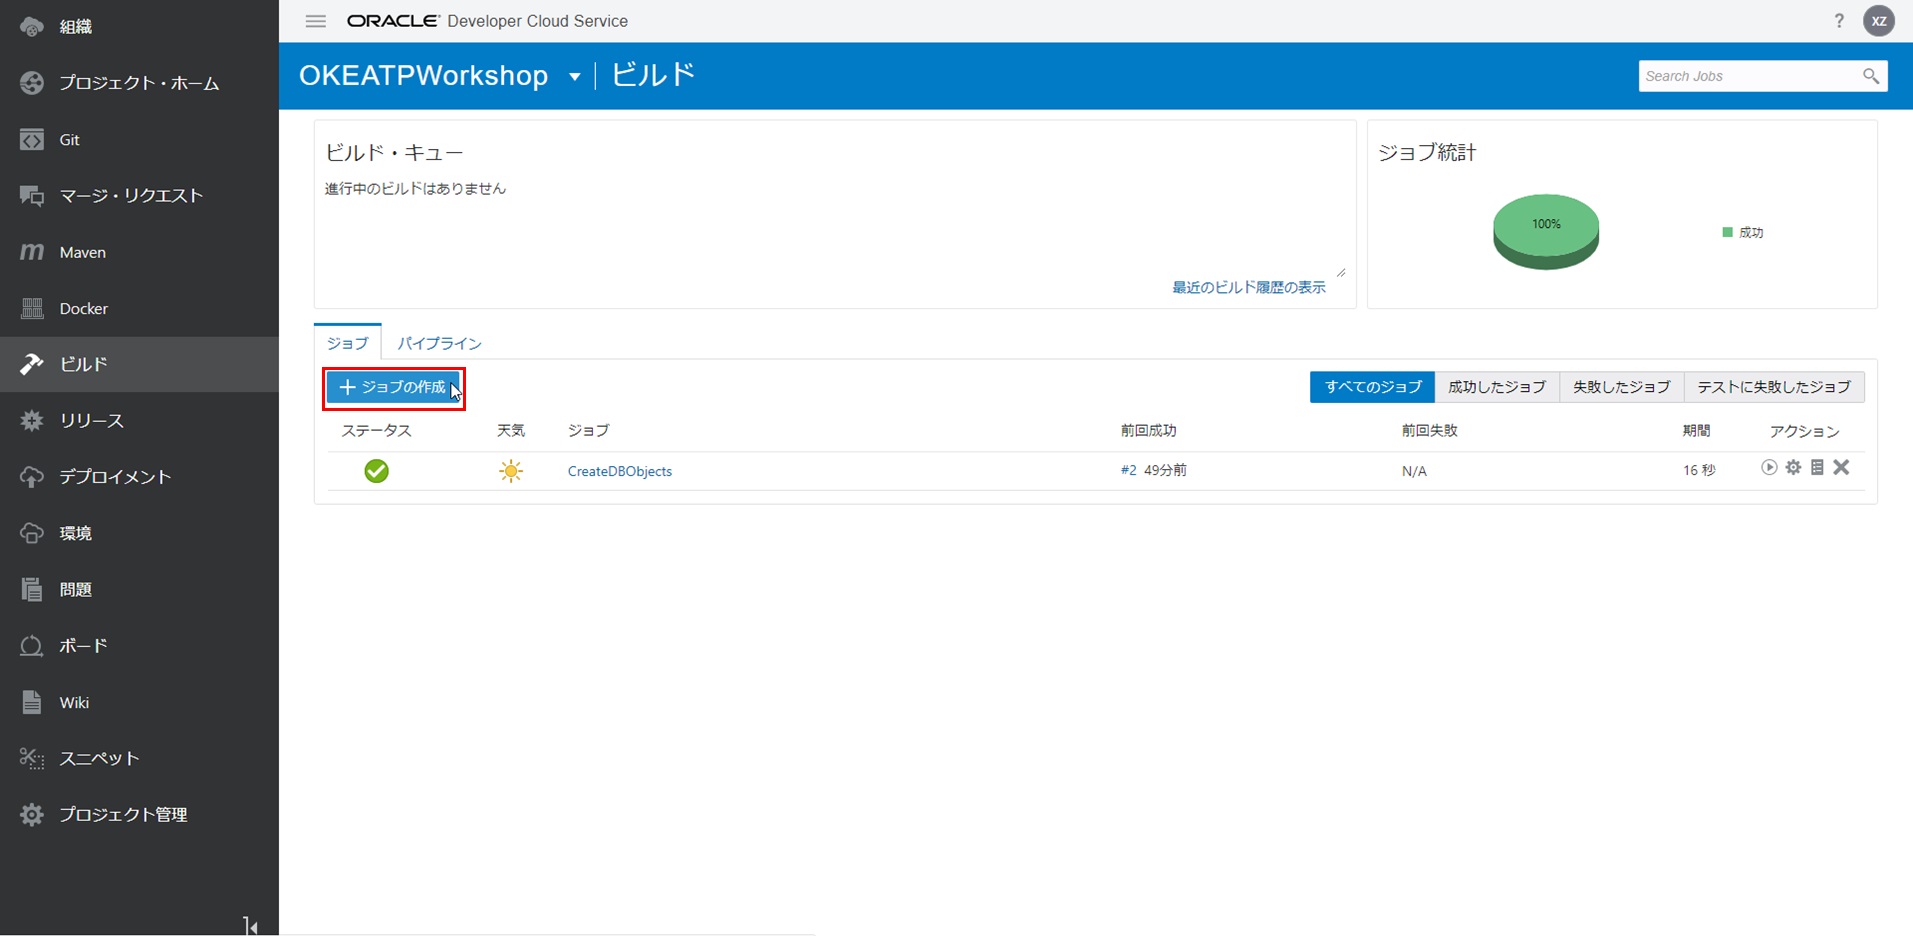 組織
プロジェクト・ホーム
Git
マージ・リクエスト
Maven
Docker
ビルド
リリース
デプロイメント
環境
問題
ボード
Wiki
スニペット
プロジェクト管理
ORACLE Developer Cloud Service
? XZ
OKEATPWorkshop ビルド
Search Jobs
ビルド・キュー
進行中のビルドはありません
最近のビルド履歴の表示
ジョブ統計
100%
成功
ジョブ パイプライン
ジョブの作成
すべてのジョブ 成功したジョブ 失敗したジョブ テストに失敗したジョブ
ステータス 天気 ジョブ 前回成功 前回失敗 期間 アクション
CreateDBObjects #2 49分前 N/A 16 秒